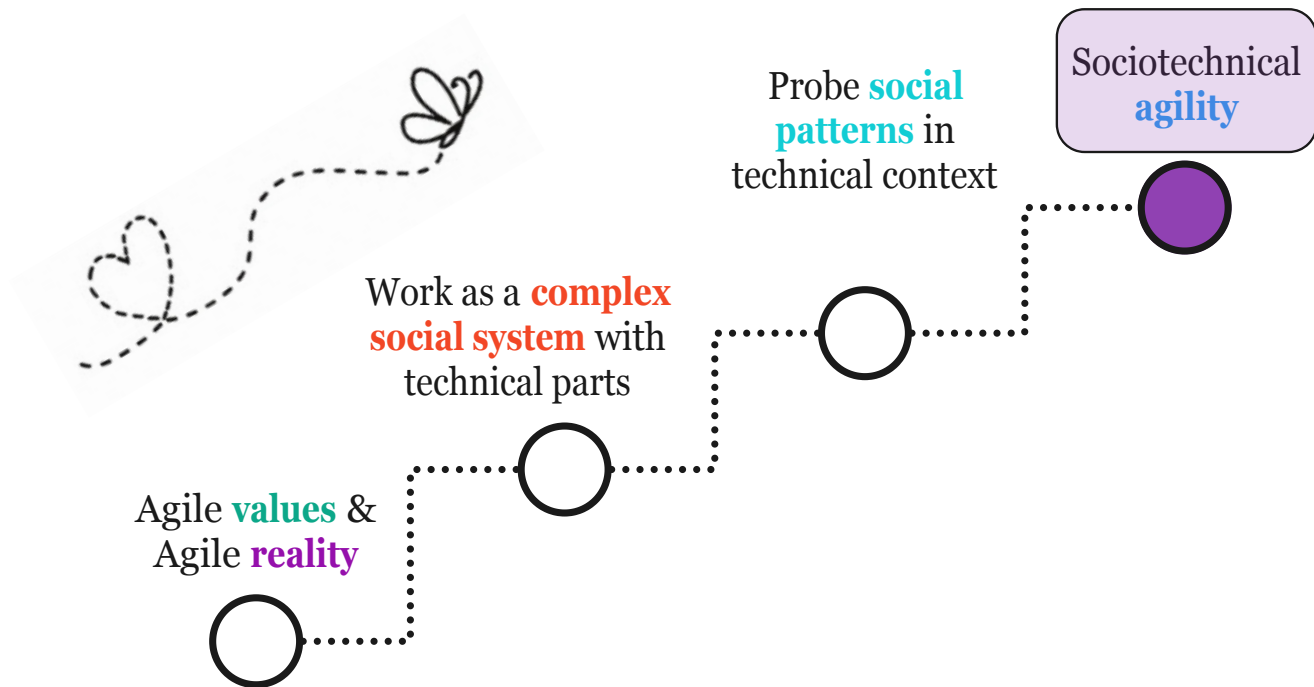 Sociotechnical
agility
Probe social
patterns in
technical context
Work as a complex
social system with
technical parts
Agile values &
Agile reality